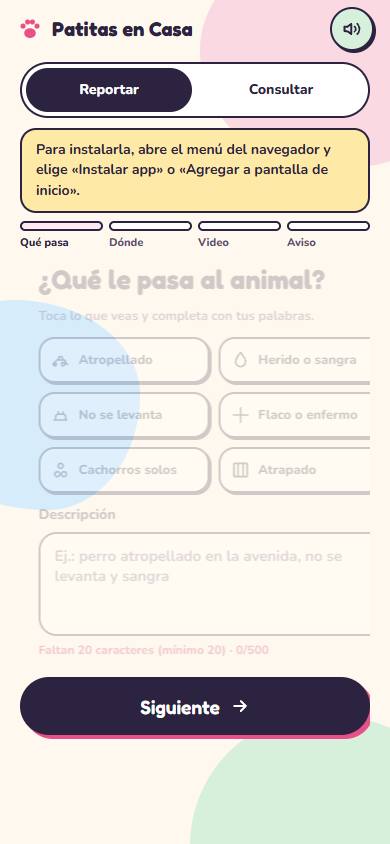 Patitas en Casa
Reportar
Consultar
Para instalarla, abre el menú del navegador y
elige «Instalar app» o «Agregar a pantalla de
inicio».
Qué pasa
Dónde
Video
Aviso
¿Qué le pasa al animal?
Toca lo que veas y completa con tus palabras.
Atropellado
Herido o sangra
No se levanta
Flaco o enfermo
Cachorros solos
Atrapado
Descripción
Ej.: perro atropellado en la avenida, no se
levanta y sangra
Faltan 20 caracteres (mínimo 20) · 0/500
Siguiente →